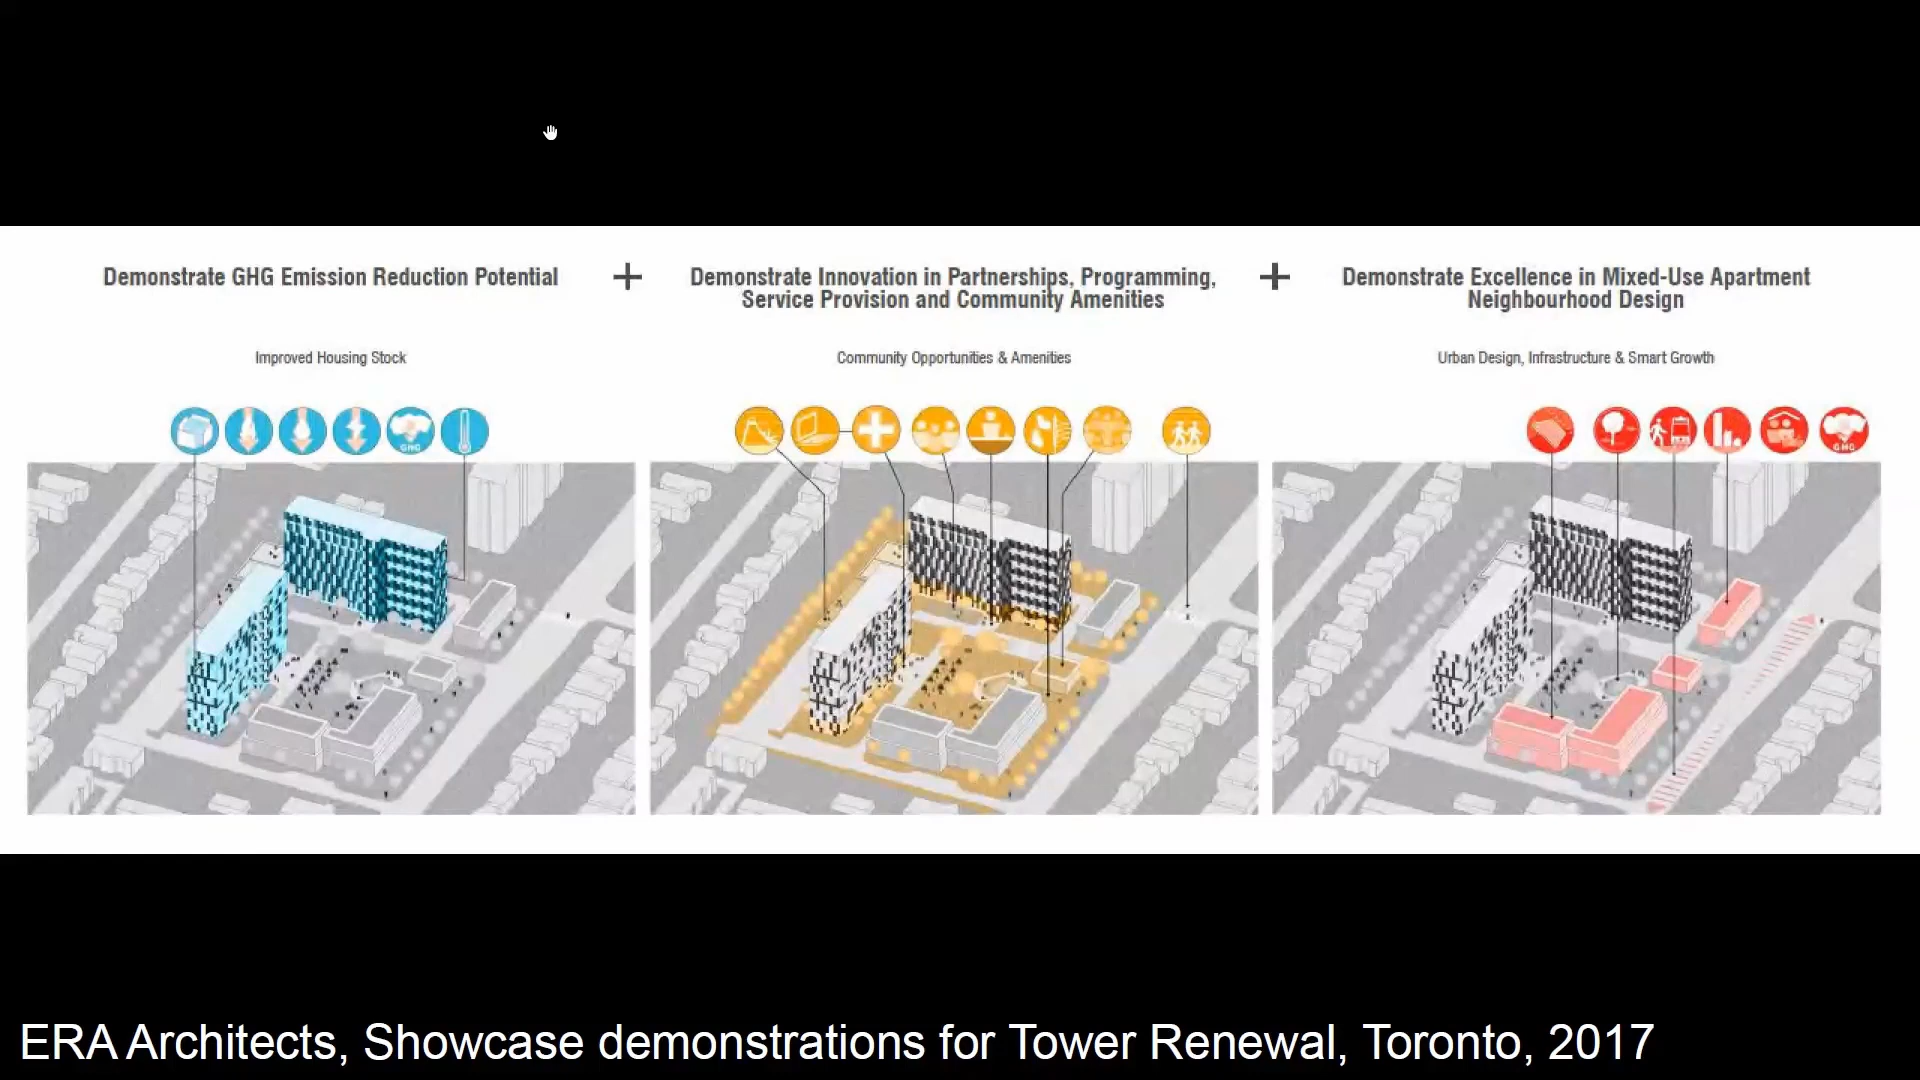 Demonstrate GHG Emission Reduction Potential
+
Demonstrate Innovation in Partnerships, Programming,
Service Provision and Community Amenities
+
Demonstrate Excellence in Mixed-Use Apartment
Neighbourhood Design
Improved Housing Stock
Community Opportunities & Amenities
Urban Design, Infrastructure & Smart Growth
GHG
GHG
ERA Architects, Showcase demonstrations for Tower Renewal, Toronto, 2017